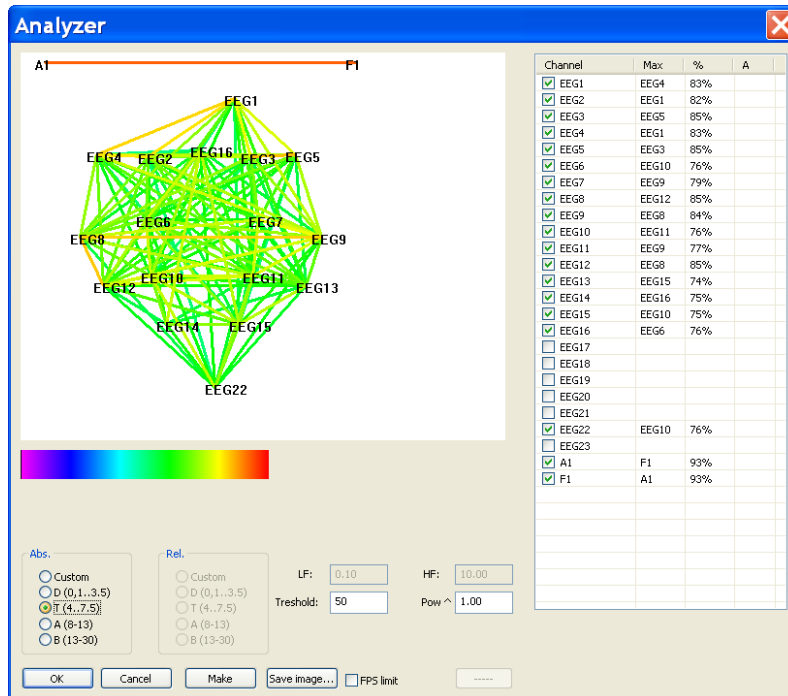 Analyzer
A1 F1
EEG1
EEG4 EEG2 EEG16 EEG3 EEG5
EEG6 EEG7
EEG8 EEG9
EEG12 EEG10 EEG11 EEG13
EEG14 EEG15
EEG22
Channel Max % A
EEG1 EEG4 83%
EEG2 EEG1 82%
EEG3 EEG5 85%
EEG4 EEG1 83%
EEG5 EEG3 85%
EEG6 EEG10 76%
EEG7 EEG9 79%
EEG8 EEG12 85%
EEG9 EEG8 84%
EEG10 EEG11 76%
EEG11 EEG9 77%
EEG12 EEG8 85%
EEG13 EEG15 74%
EEG14 EEG16 75%
EEG15 EEG10 75%
EEG16 EEG6 76%
EEG17
EEG18
EEG19
EEG20
EEG21
EEG22 EEG10 76%
EEG23
A1 F1 93%
F1 A1 93%
Abs.
Custom
D (0,1..3.5)
T (4..7.5)
A (8-13)
B (13-30)
Rel.
Custom
D (0,1..3.5)
T (4..7.5)
A (8-13)
B (13-30)
LF: 0.10 HF: 10.00
Treshold: 50 Pow ^ 1.00
OK Cancel Make Save image... FPS limit -----